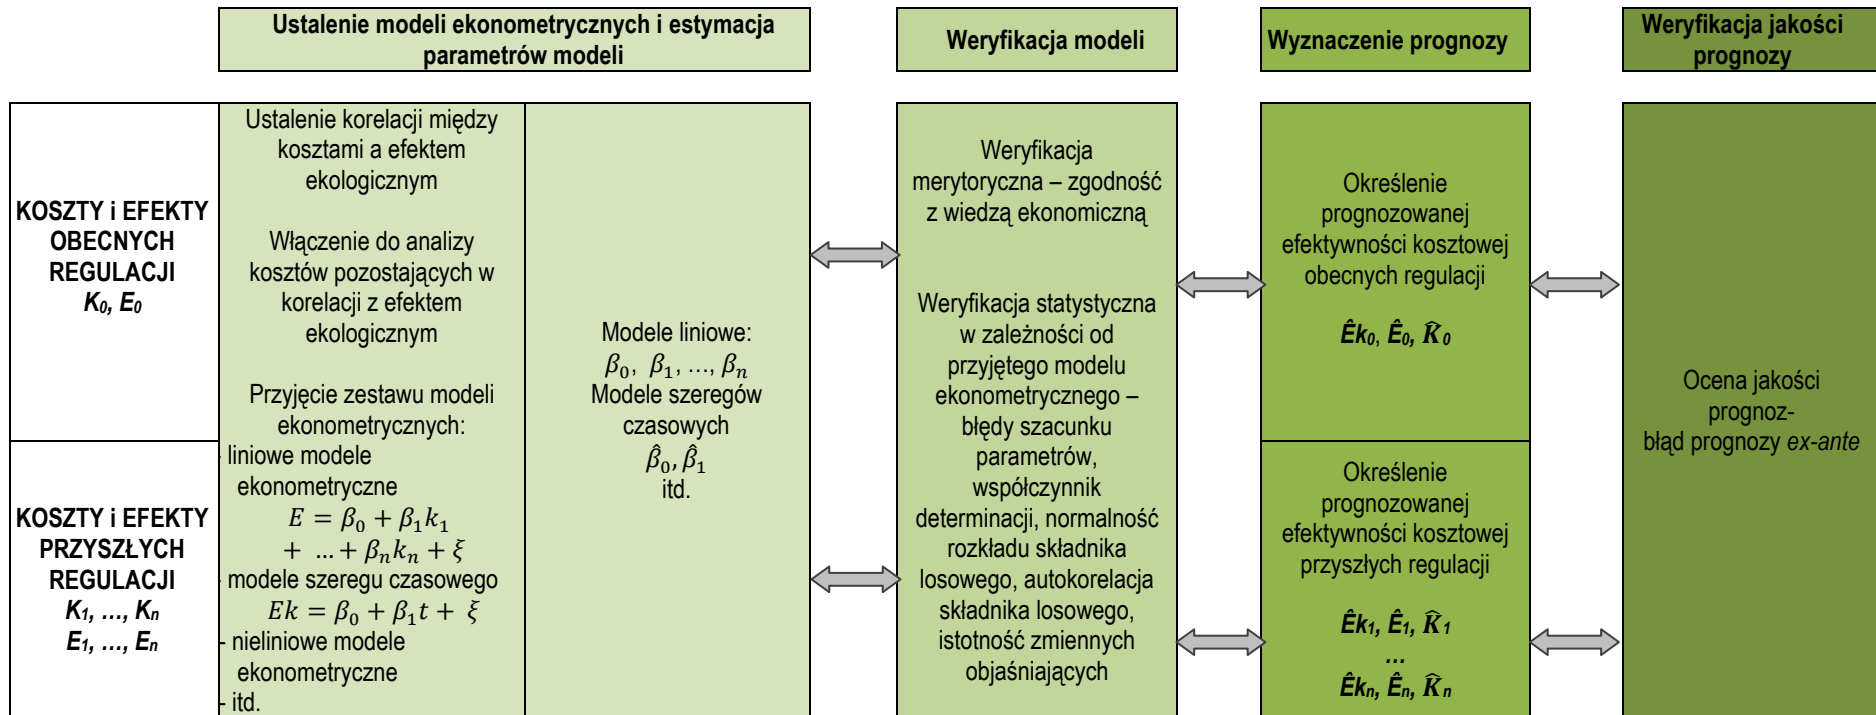 Ustalenie modeli ekonometrycznych i estymacja
parametrów modeli
Weryfikacja modeli
Wyznaczenie prognozy
Weryfikacja jakości
prognozy
KOSZTY i EFEKTY
OBECNYCH
REGULACJI
K₀, E₀
KOSZTY i EFEKTY
PRZYSZŁYCH
REGULACJI
K₁, ..., Kₙ
E₁, ..., Eₙ
Ustalenie korelacji między
kosztami a efektem
ekologicznym
Włączenie do analizy
kosztów pozostających w
korelacji z efektem
ekologicznym
Przyjęcie zestawu modeli
ekonometrycznych:
- liniowe modele
ekonometryczne
E = β₀ + β₁k₁
+ … + βₙkₙ + ξ
- modele szeregu czasowego
Ek = β₀ + β₁t + ξ
- nieliniowe modele
ekonometryczne
- itd.
Modele liniowe:
β₀, β₁, …, βₙ
Modele szeregów
czasowych
β̂₀, β̂₁
itd.
Weryfikacja
merytoryczna – zgodność
z wiedzą ekonomiczną
Weryfikacja statystyczna
w zależności od
przyjętego modelu
ekonometrycznego –
błędy szacunku
parametrów,
współczynnik
determinacji, normalność
rozkładu składnika
losowego, autokorelacja
składnika losowego,
istotność zmiennych
objaśniających
Określenie
prognozowanej
efektywności kosztowej
obecnych regulacji
Êk₀, Ê₀, K̂₀
Określenie
prognozowanej
efektywności kosztowej
przyszłych regulacji
Êk₁, Ê₁, K̂₁
...
Êkₙ, Êₙ, K̂ₙ
Ocena jakości
prognoz-
błąd prognozy ex-ante